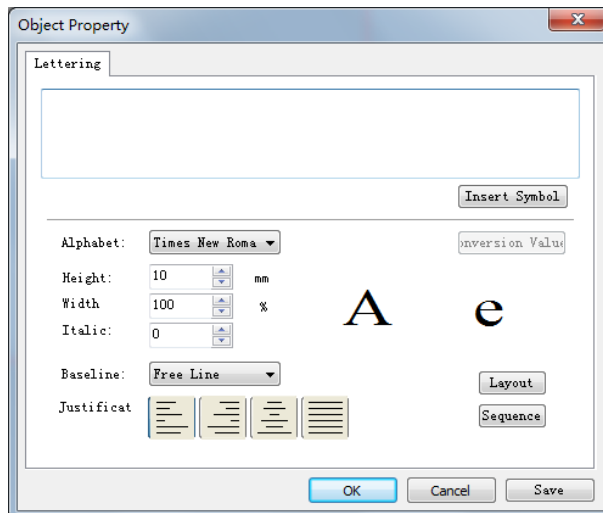 Object Property
Lettering
Insert Symbol
Alphabet: Times New Roma
onversion Value
Height: 10 mm
Width 100 %
Italic: 0
A e
Baseline: Free Line
Layout
Justificat
Sequence
OK Cancel Save